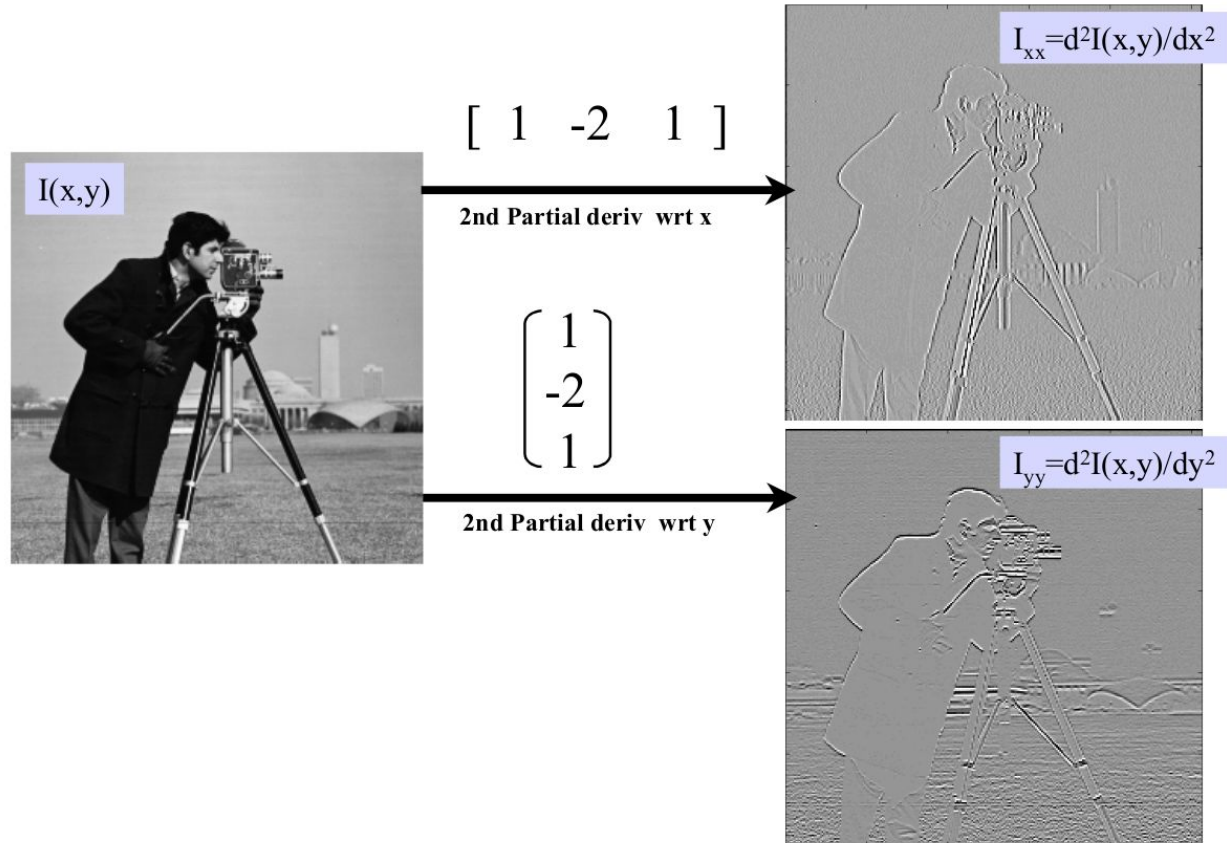 I(x,y)
[ 1 -2 1 ]
2nd Partial deriv wrt x
Iₓₓ=d²I(x,y)/dx²
1
-2
1
2nd Partial deriv wrt y
I_yy=d²I(x,y)/dy²